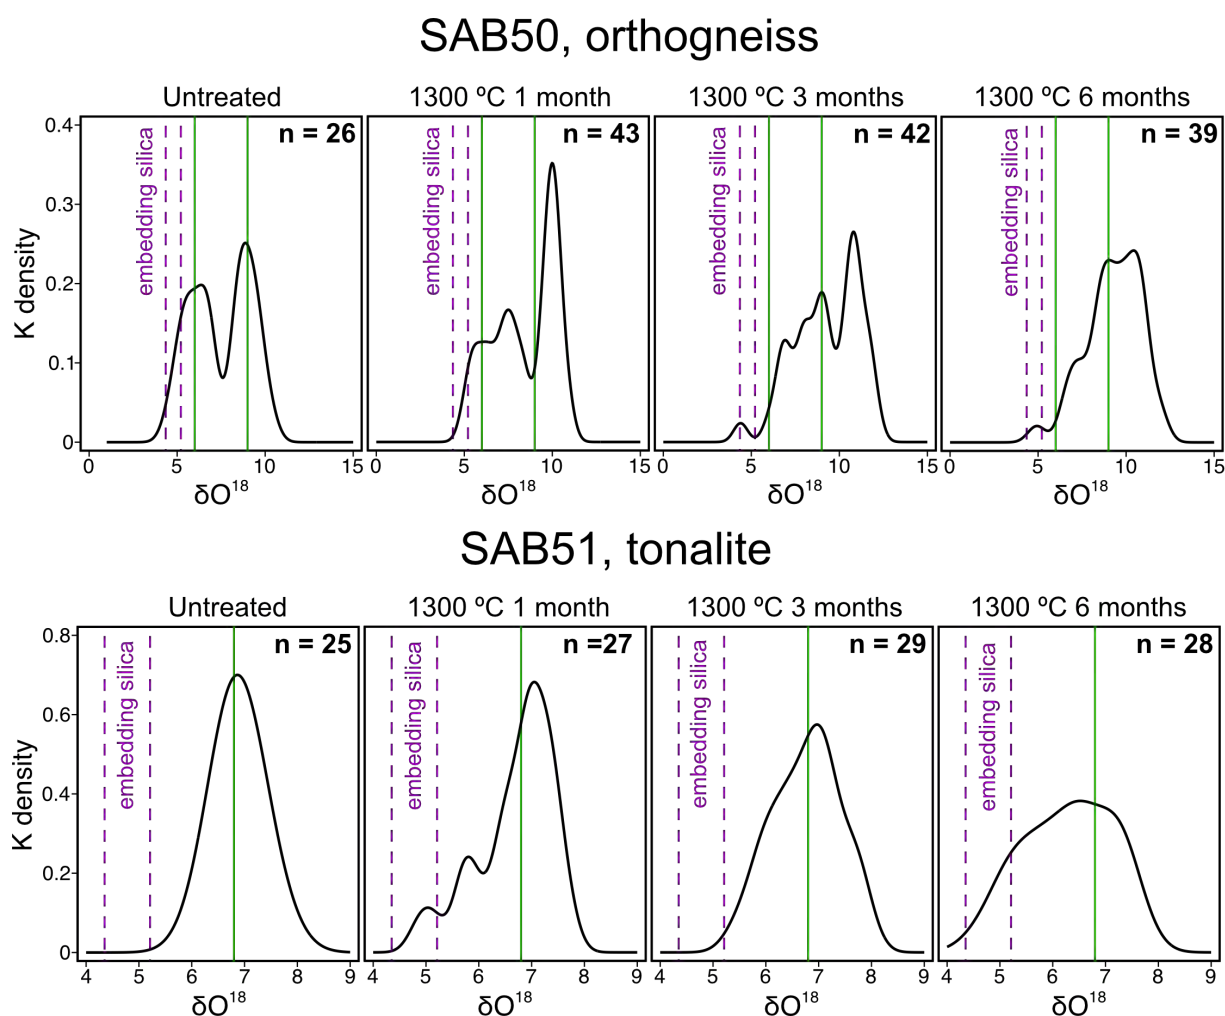 SAB50, orthogneiss
Untreated
1300 ºC 1 month
1300 ºC 3 months
1300 ºC 6 months
K density
0.4
0.3
0.2
0.1
0
embedding silica
n = 26
embedding silica
n = 43
embedding silica
n = 42
embedding silica
n = 39
0 5 10 15
0 5 10 15
0 5 10 15
0 5 10 15
δO18
δO18
δO18
δO18
SAB51, tonalite
Untreated
1300 ºC 1 month
1300 ºC 3 months
1300 ºC 6 months
K density
0.8
0.6
0.4
0.2
0
embedding silica
n = 25
embedding silica
n =27
embedding silica
n = 29
embedding silica
n = 28
4 5 6 7 8 9
4 5 6 7 8 9
4 5 6 7 8 9
4 5 6 7 8 9
δO18
δO18
δO18
δO18